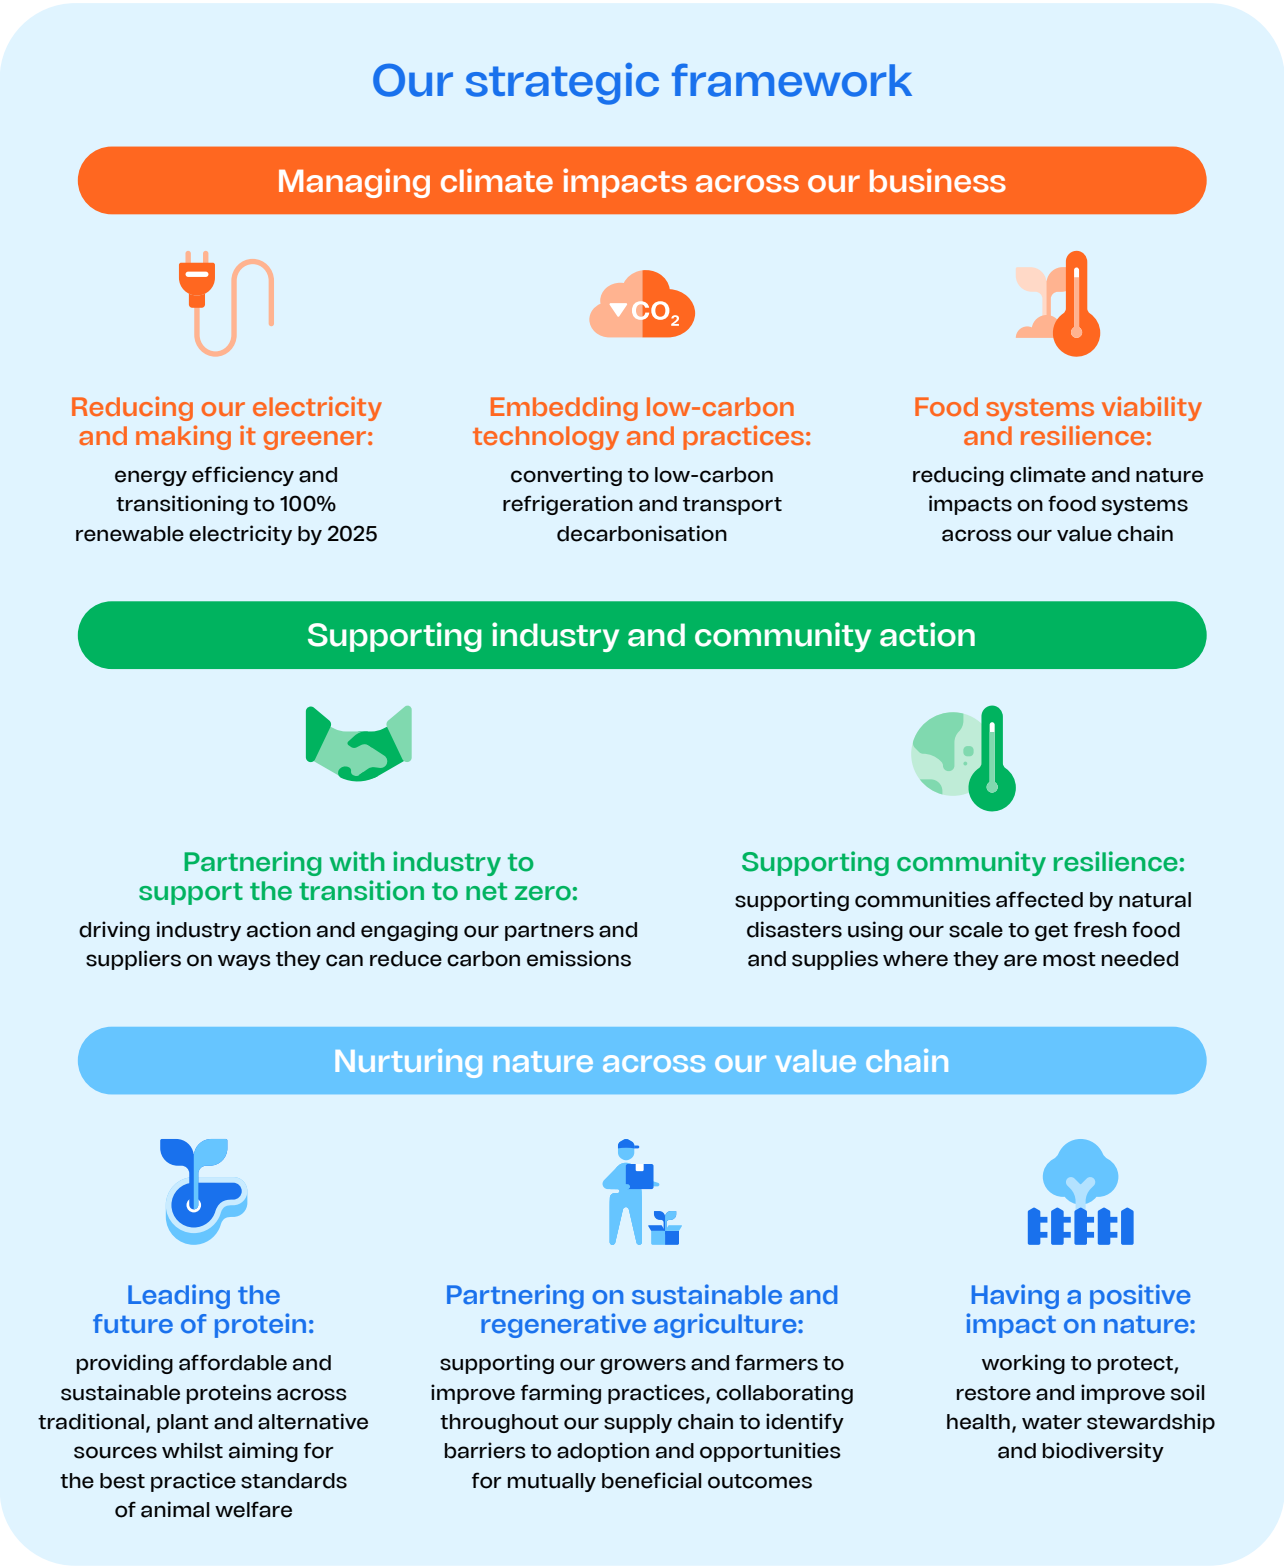 Our strategic framework
Managing climate impacts across our business
CO2
Reducing our electricity
and making it greener:
energy efficiency and
transitioning to 100%
renewable electricity by 2025
Embedding low-carbon
technology and practices:
converting to low-carbon
refrigeration and transport
decarbonisation
Food systems viability
and resilience:
reducing climate and nature
impacts on food systems
across our value chain
Supporting industry and community action
Partnering with industry to
support the transition to net zero:
driving industry action and engaging our partners and
suppliers on ways they can reduce carbon emissions
Supporting community resilience:
supporting communities affected by natural
disasters using our scale to get fresh food
and supplies where they are most needed
Nurturing nature across our value chain
Leading the
future of protein:
providing affordable and
sustainable proteins across
traditional, plant and alternative
sources whilst aiming for
the best practice standards
of animal welfare
Partnering on sustainable and
regenerative agriculture:
supporting our growers and farmers to
improve farming practices, collaborating
throughout our supply chain to identify
barriers to adoption and opportunities
for mutually beneficial outcomes
Having a positive
impact on nature:
working to protect,
restore and improve soil
health, water stewardship
and biodiversity